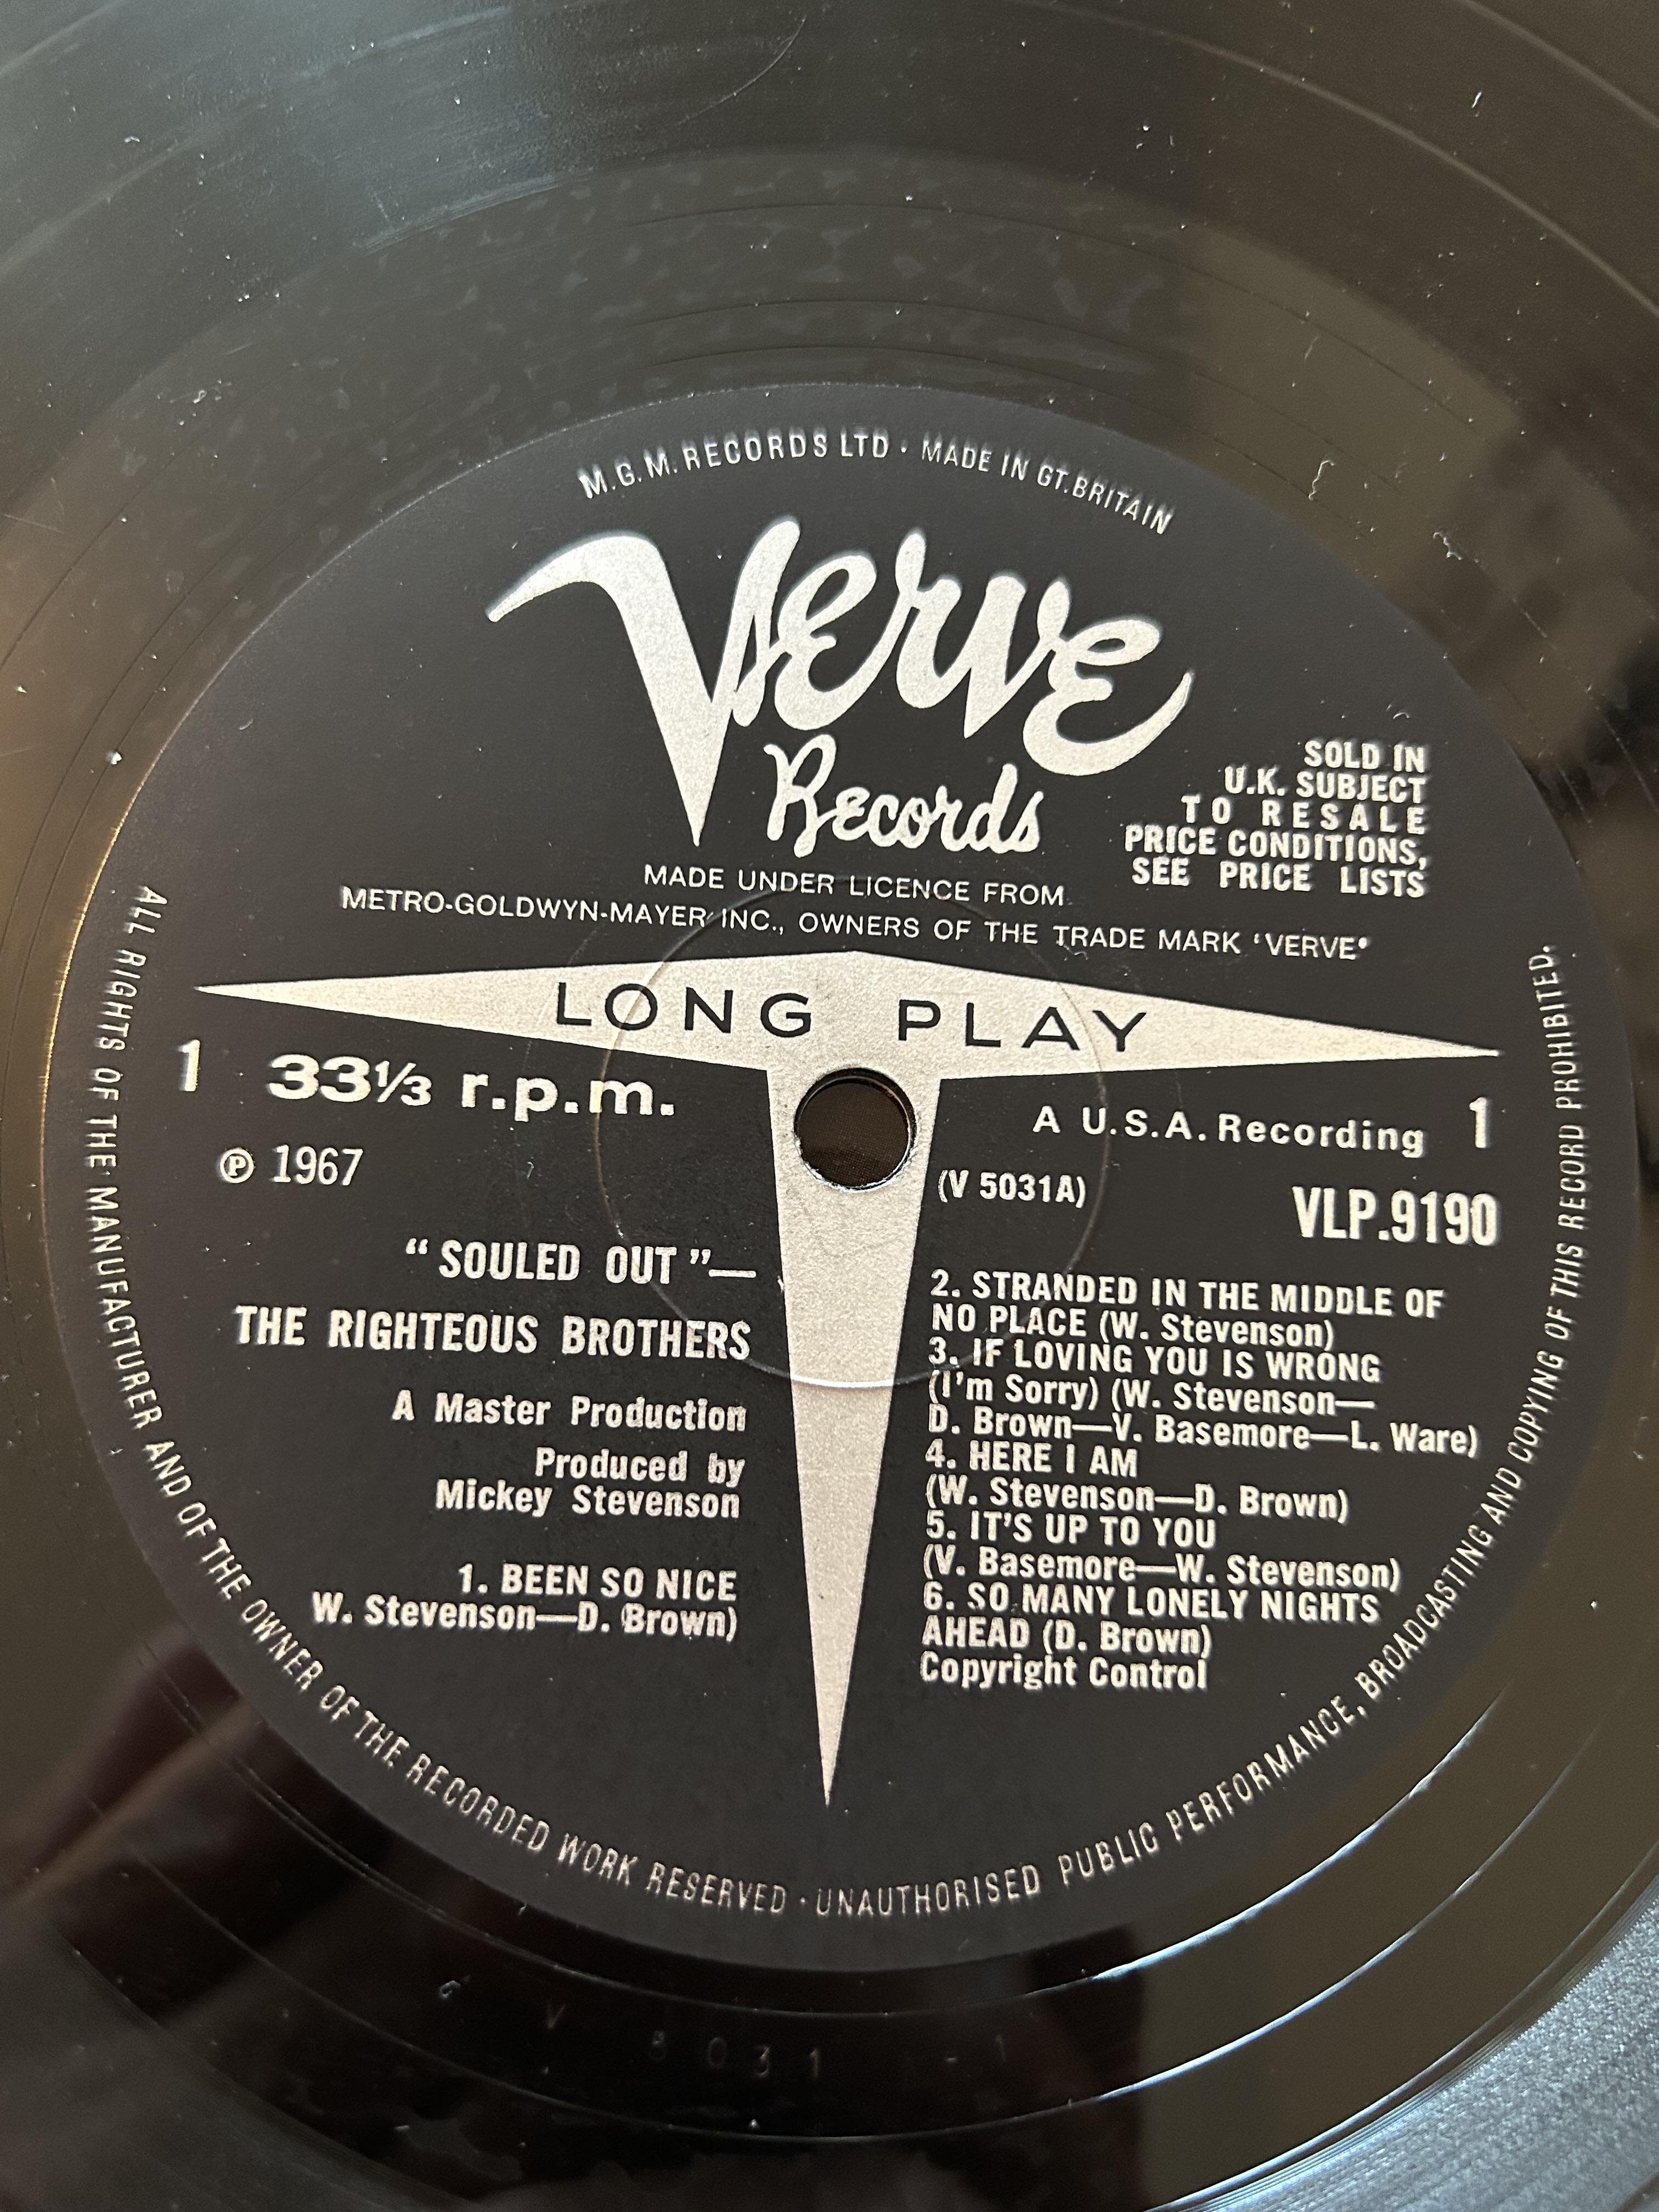 M.G.M. RECORDS LTD · MADE IN GT. BRITAIN
Verve
Records
SOLD IN
U.K. SUBJECT
TO RESALE
PRICE CONDITIONS,
SEE PRICE LISTS
MADE UNDER LICENCE FROM
METRO-GOLDWYN-MAYER INC., OWNERS OF THE TRADE MARK ‘VERVE’
LONG PLAY
1 33⅓ r.p.m.
℗ 1967
A U.S.A. Recording 1
(V 5031A)
VLP.9190
“SOULED OUT”—
THE RIGHTEOUS BROTHERS
A Master Production
Produced by
Mickey Stevenson
1. BEEN SO NICE
W. Stevenson—D. Brown)
2. STRANDED IN THE MIDDLE OF
NO PLACE (W. Stevenson)
3. IF LOVING YOU IS WRONG
(I'm Sorry) (W. Stevenson—
D. Brown—V. Basemore—L. Ware)
4. HERE I AM
(W. Stevenson—D. Brown)
5. IT'S UP TO YOU
(V. Basemore—W. Stevenson)
6. SO MANY LONELY NIGHTS
AHEAD (D. Brown)
Copyright Control
ALL RIGHTS OF THE MANUFACTURER AND OF THE OWNER OF THE RECORDED WORK RESERVED · UNAUTHORISED PUBLIC PERFORMANCE, BROADCASTING AND COPYING OF THIS RECORD PROHIBITED.
V 5031 -1